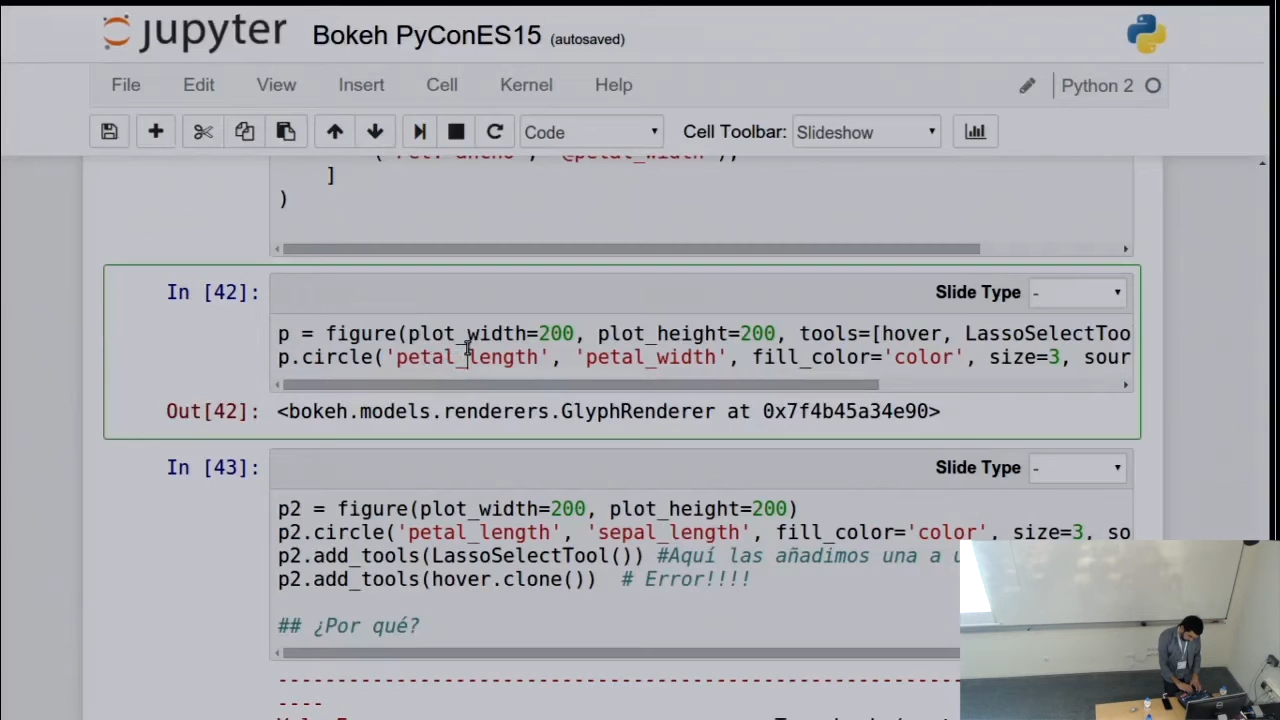 jupyter Bokeh PyConES15 (autosaved)
File Edit View Insert Cell Kernel Help Python 2
Code Cell Toolbar: Slideshow
@petal_width
]
)
In [42]: Slide Type -
p = figure(plot_width=200, plot_height=200, tools=[hover, LassoSelectToo
p.circle('petal_length', 'petal_width', fill_color='color', size=3, sour
Out[42]: <bokeh.models.renderers.GlyphRenderer at 0x7f4b45a34e90>
In [43]: Slide Type -
p2 = figure(plot_width=200, plot_height=200)
p2.circle('petal_length', 'sepal_length', fill_color='color', size=3, so
p2.add_tools(LassoSelectTool()) #Aquí las añadimos una a u
p2.add_tools(hover.clone()) # Error!!!!
## ¿Por qué?
--------------------------------------------------------------------------
----